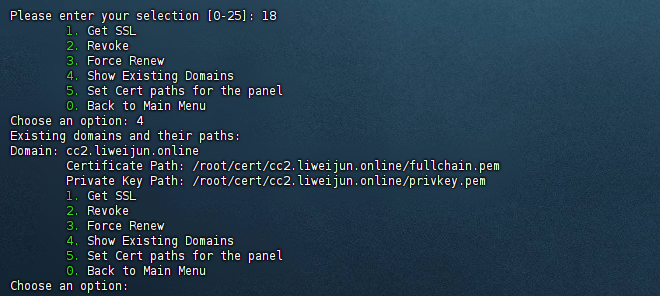 Please enter your selection [0-25]: 18
1. Get SSL
2. Revoke
3. Force Renew
4. Show Existing Domains
5. Set Cert paths for the panel
0. Back to Main Menu
Choose an option: 4
Existing domains and their paths:
Domain: cc2.liweijun.online
Certificate Path: /root/cert/cc2.liweijun.online/fullchain.pem
Private Key Path: /root/cert/cc2.liweijun.online/privkey.pem
1. Get SSL
2. Revoke
3. Force Renew
4. Show Existing Domains
5. Set Cert paths for the panel
0. Back to Main Menu
Choose an option: